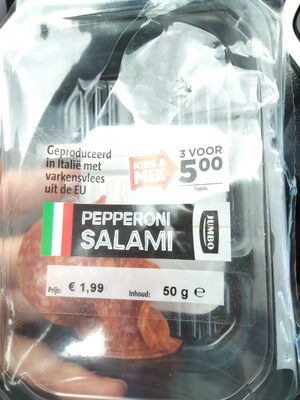 Geproduceerd
in Italië met
varkensvlees
uit de EU
KIES &
MIX
3 VOOR
5.00
Tapas
PEPPERONI
SALAMI
JUMBO
Prijs: € 1,99 Inhoud: 50 g ℮